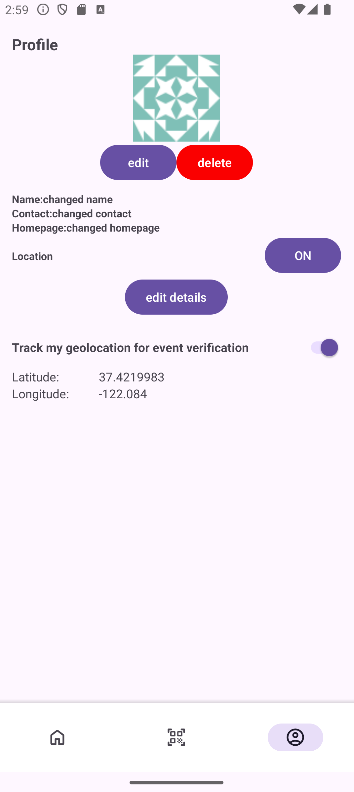 2:59
Profile
edit
delete
Name:changed name
Contact:changed contact
Homepage:changed homepage
Location
ON
edit details
Track my geolocation for event verification
Latitude: 37.4219983
Longitude: -122.084